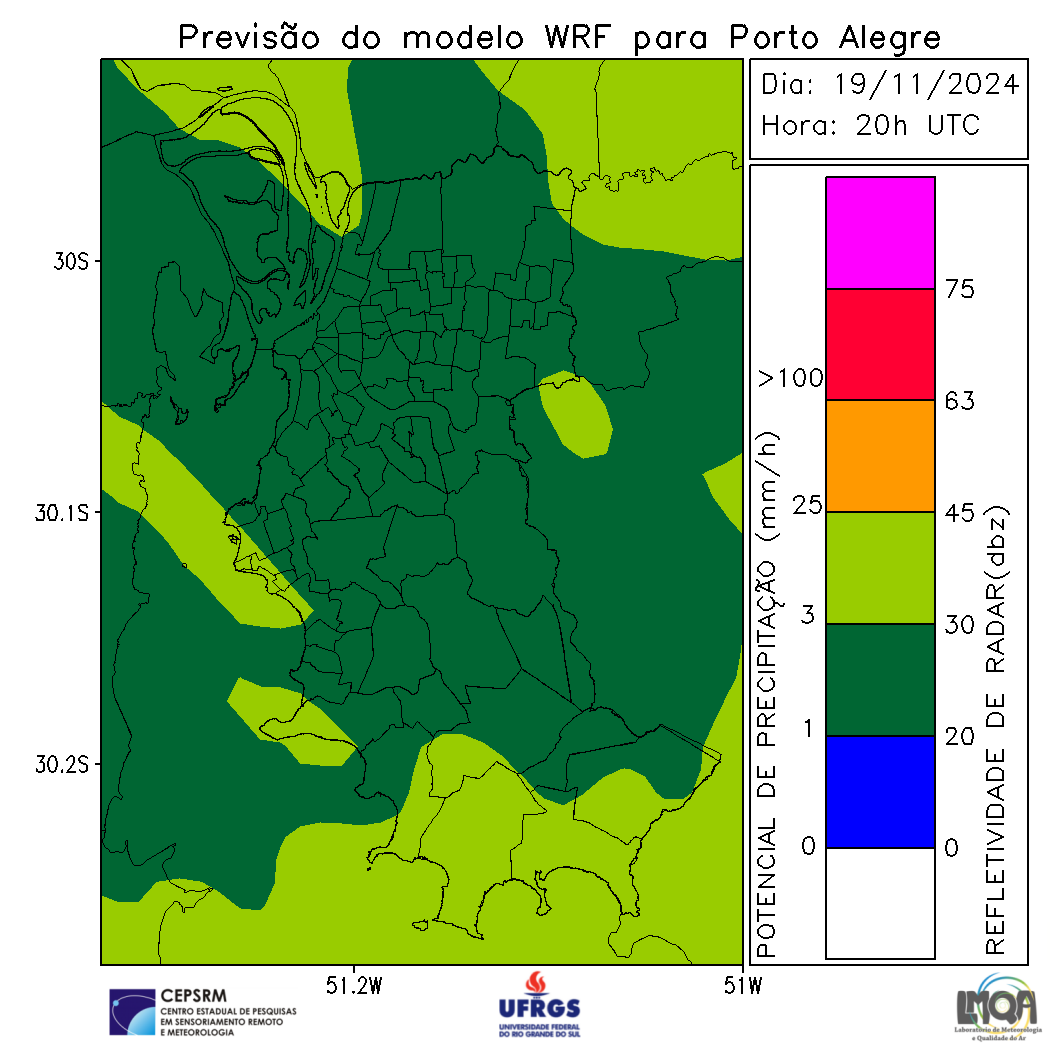 Previsão do modelo WRF para Porto Alegre
Dia: 19/11/2024
Hora: 20h UTC
30S
30.1S
30.2S
51.2W
51W
POTENCIAL DE PRECIPITAÇÃO (mm/h)
>100
25
3
1
0
75
63
45
30
20
0
REFLETIVIDADE DE RADAR(dbz)
CEPSRM
CENTRO ESTADUAL DE PESQUISAS
EM SENSORIAMENTO REMOTO
E METEOROLOGIA
UFRGS
UNIVERSIDADE FEDERAL
DO RIO GRANDE DO SUL
LMQA
Laboratório de Meteorologia
e Qualidade do Ar